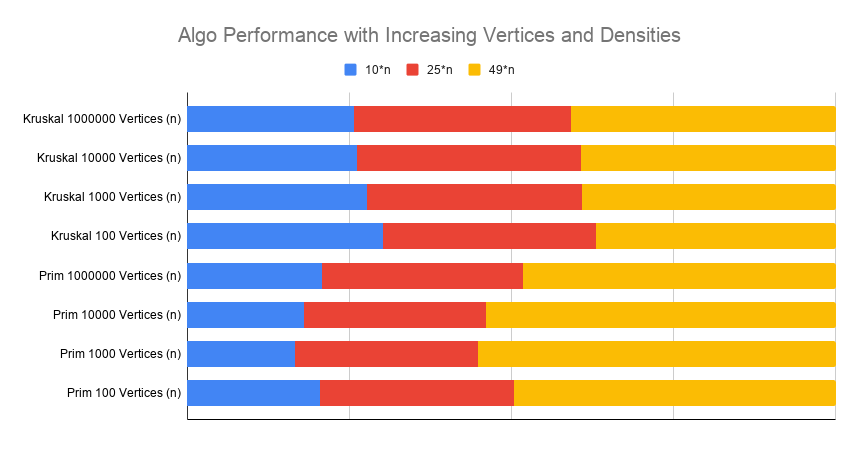 Algo Performance with Increasing Vertices and Densities
10*n 25*n 49*n
Kruskal 1000000 Vertices (n)
Kruskal 10000 Vertices (n)
Kruskal 1000 Vertices (n)
Kruskal 100 Vertices (n)
Prim 1000000 Vertices (n)
Prim 10000 Vertices (n)
Prim 1000 Vertices (n)
Prim 100 Vertices (n)